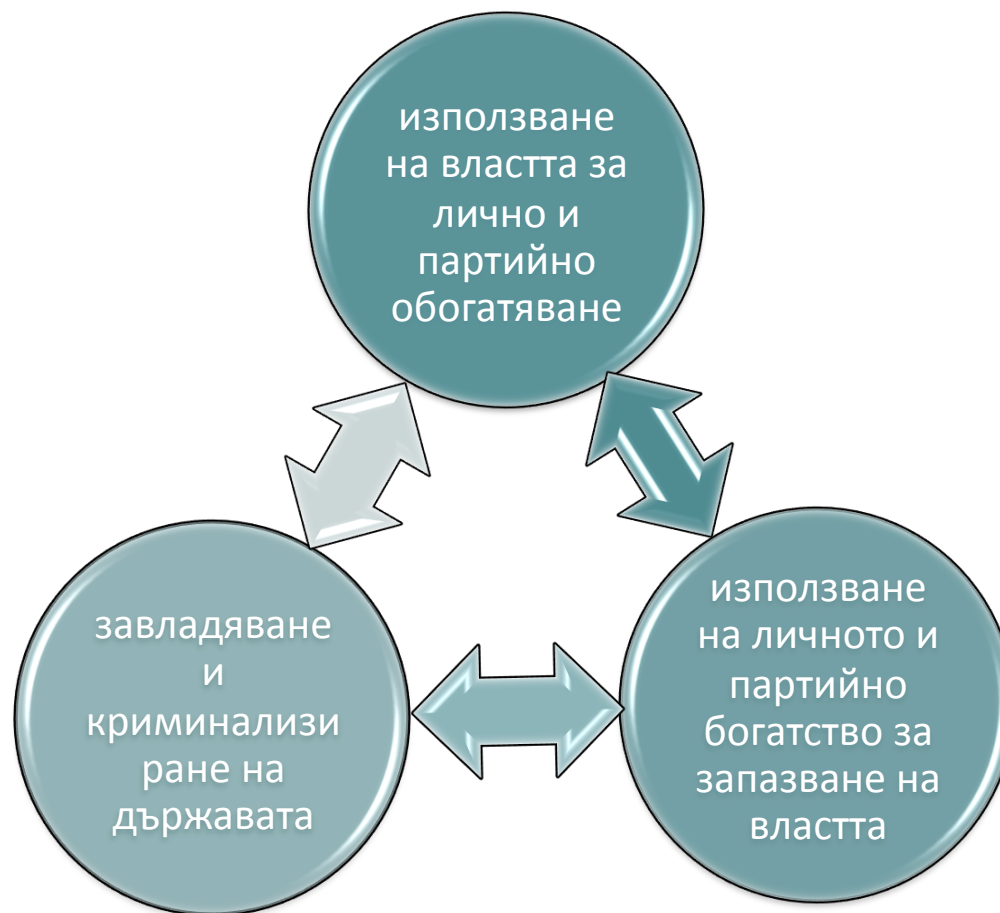 използване
на властта за
лично и
партийно
обогатяване
използване
на личното и
партийно
богатство за
запазване на
властта
завладяване
и
криминализи
ране на
държавата